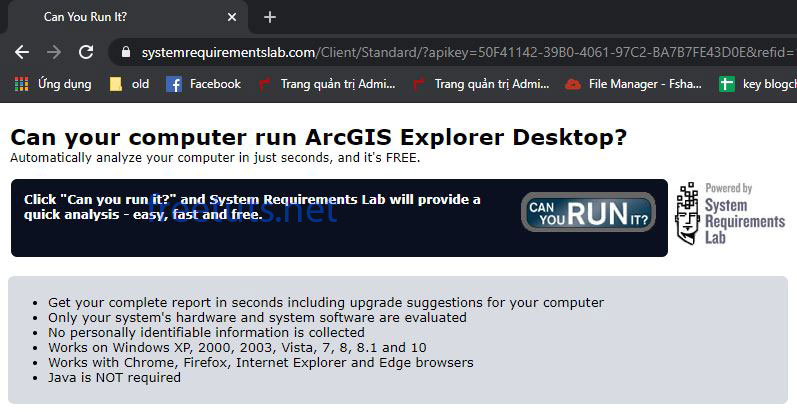 Can You Run It?
systemrequirementslab.com/Client/Standard/?apikey=50F41142-39B0-4061-97C2-BA7B7FE43D0E&refid=
Ứng dụng old Facebook Trang quản trị Admi... Trang quản trị Admi... File Manager - Fsha... key blogch
Can your computer run ArcGIS Explorer Desktop?
Automatically analyze your computer in just seconds, and it's FREE.
Click "Can you run it?" and System Requirements Lab will provide a
quick analysis - easy, fast and free.
freetuts.net
CAN YOU RUN IT?
Powered by
System
Requirements
Lab
Get your complete report in seconds including upgrade suggestions for your computer
Only your system's hardware and system software are evaluated
No personally identifiable information is collected
Works on Windows XP, 2000, 2003, Vista, 7, 8, 8.1 and 10
Works with Chrome, Firefox, Internet Explorer and Edge browsers
Java is NOT required